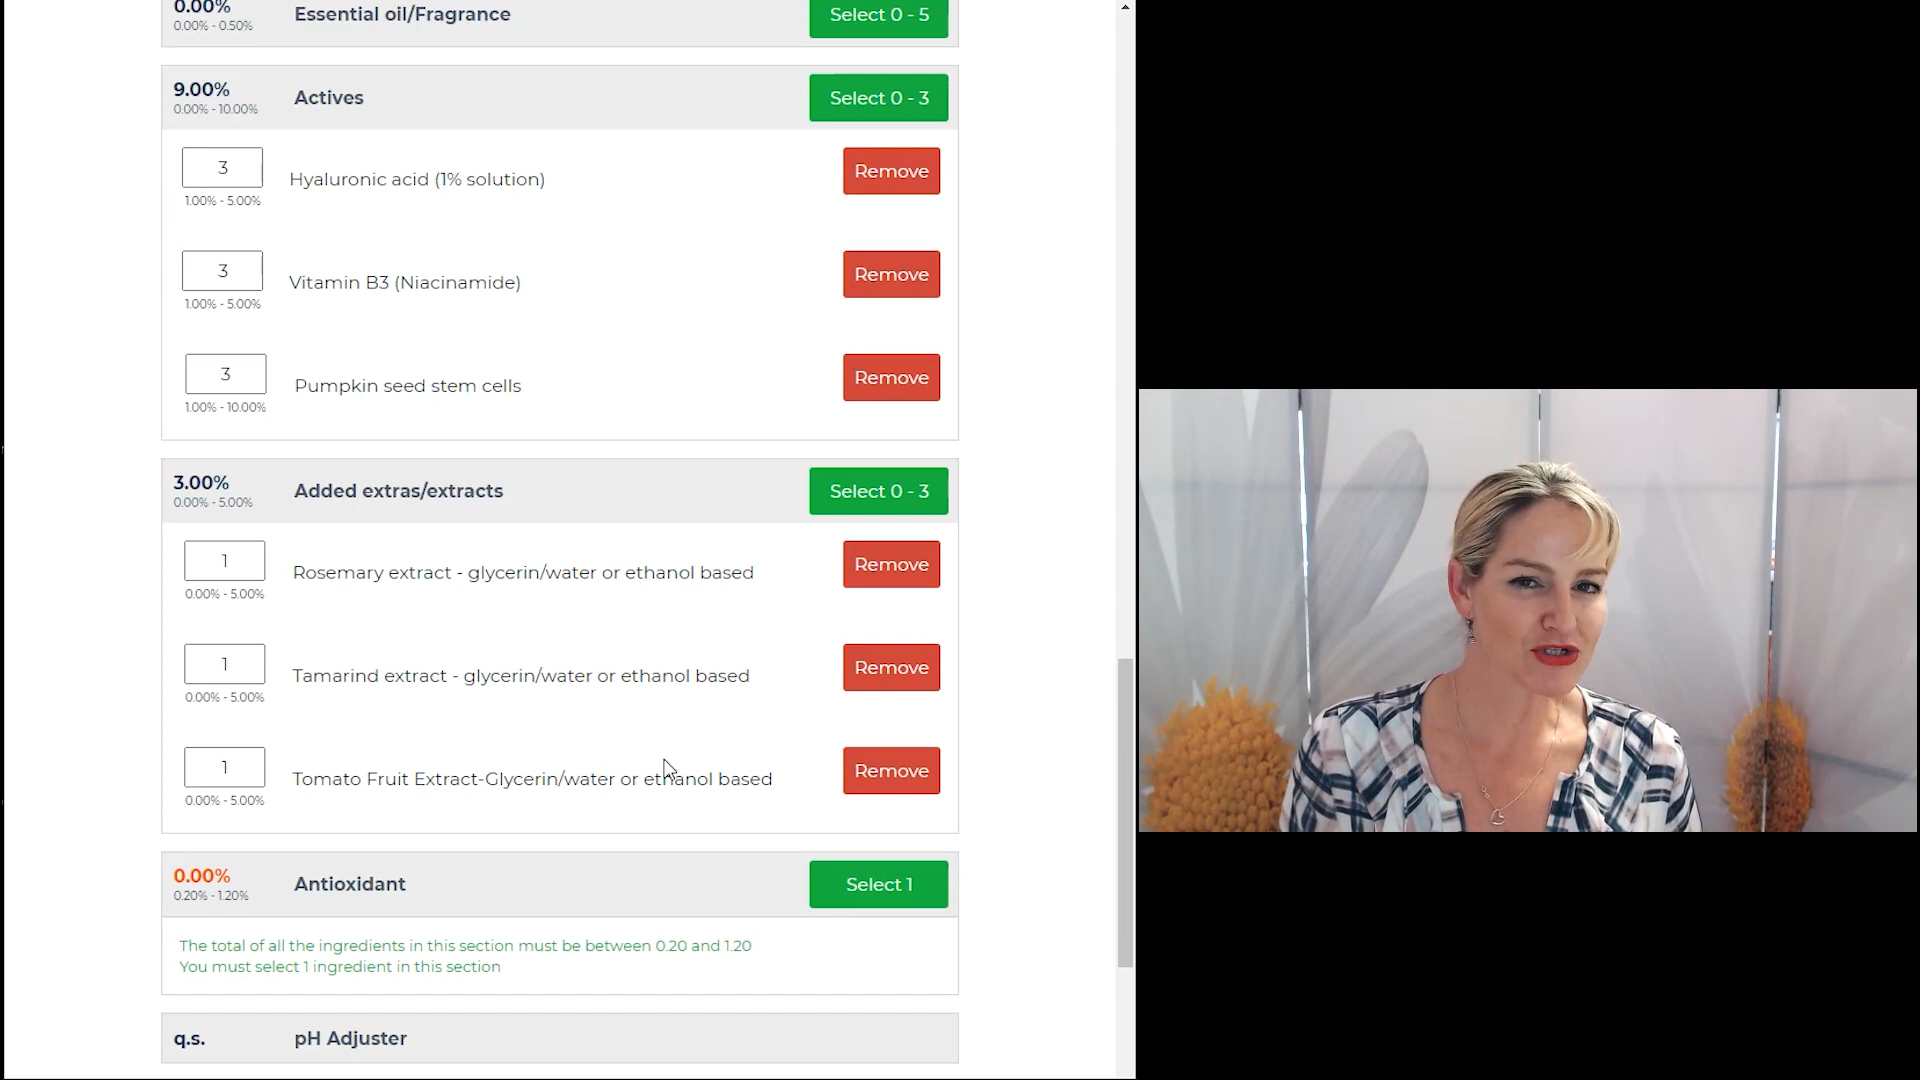 0.00%
0.00% - 0.50%
Essential oil/Fragrance
Select 0 - 5
9.00%
0.00% - 10.00%
Actives
Select 0 - 3
3
1.00% - 5.00%
Hyaluronic acid (1% solution)
Remove
3
1.00% - 5.00%
Vitamin B3 (Niacinamide)
Remove
3
1.00% - 10.00%
Pumpkin seed stem cells
Remove
3.00%
0.00% - 5.00%
Added extras/extracts
Select 0 - 3
1
0.00% - 5.00%
Rosemary extract - glycerin/water or ethanol based
Remove
1
0.00% - 5.00%
Tamarind extract - glycerin/water or ethanol based
Remove
1
0.00% - 5.00%
Tomato Fruit Extract-Glycerin/water or ethanol based
Remove
0.00%
0.20% - 1.20%
Antioxidant
Select 1
The total of all the ingredients in this section must be between 0.20 and 1.20
You must select 1 ingredient in this section
q.s.
pH Adjuster